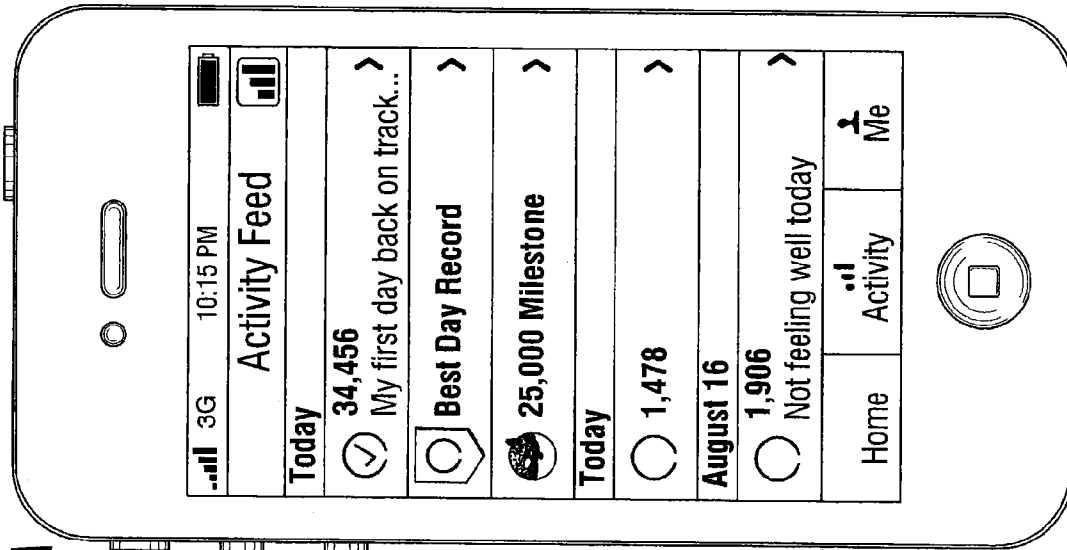 3G 10:15 PM
Activity Feed
Today
34,456
My first day back on track...
Best Day Record
25,000 Milestone
Today
1,478
August 16
1,906
Not feeling well today
Home Activity Me